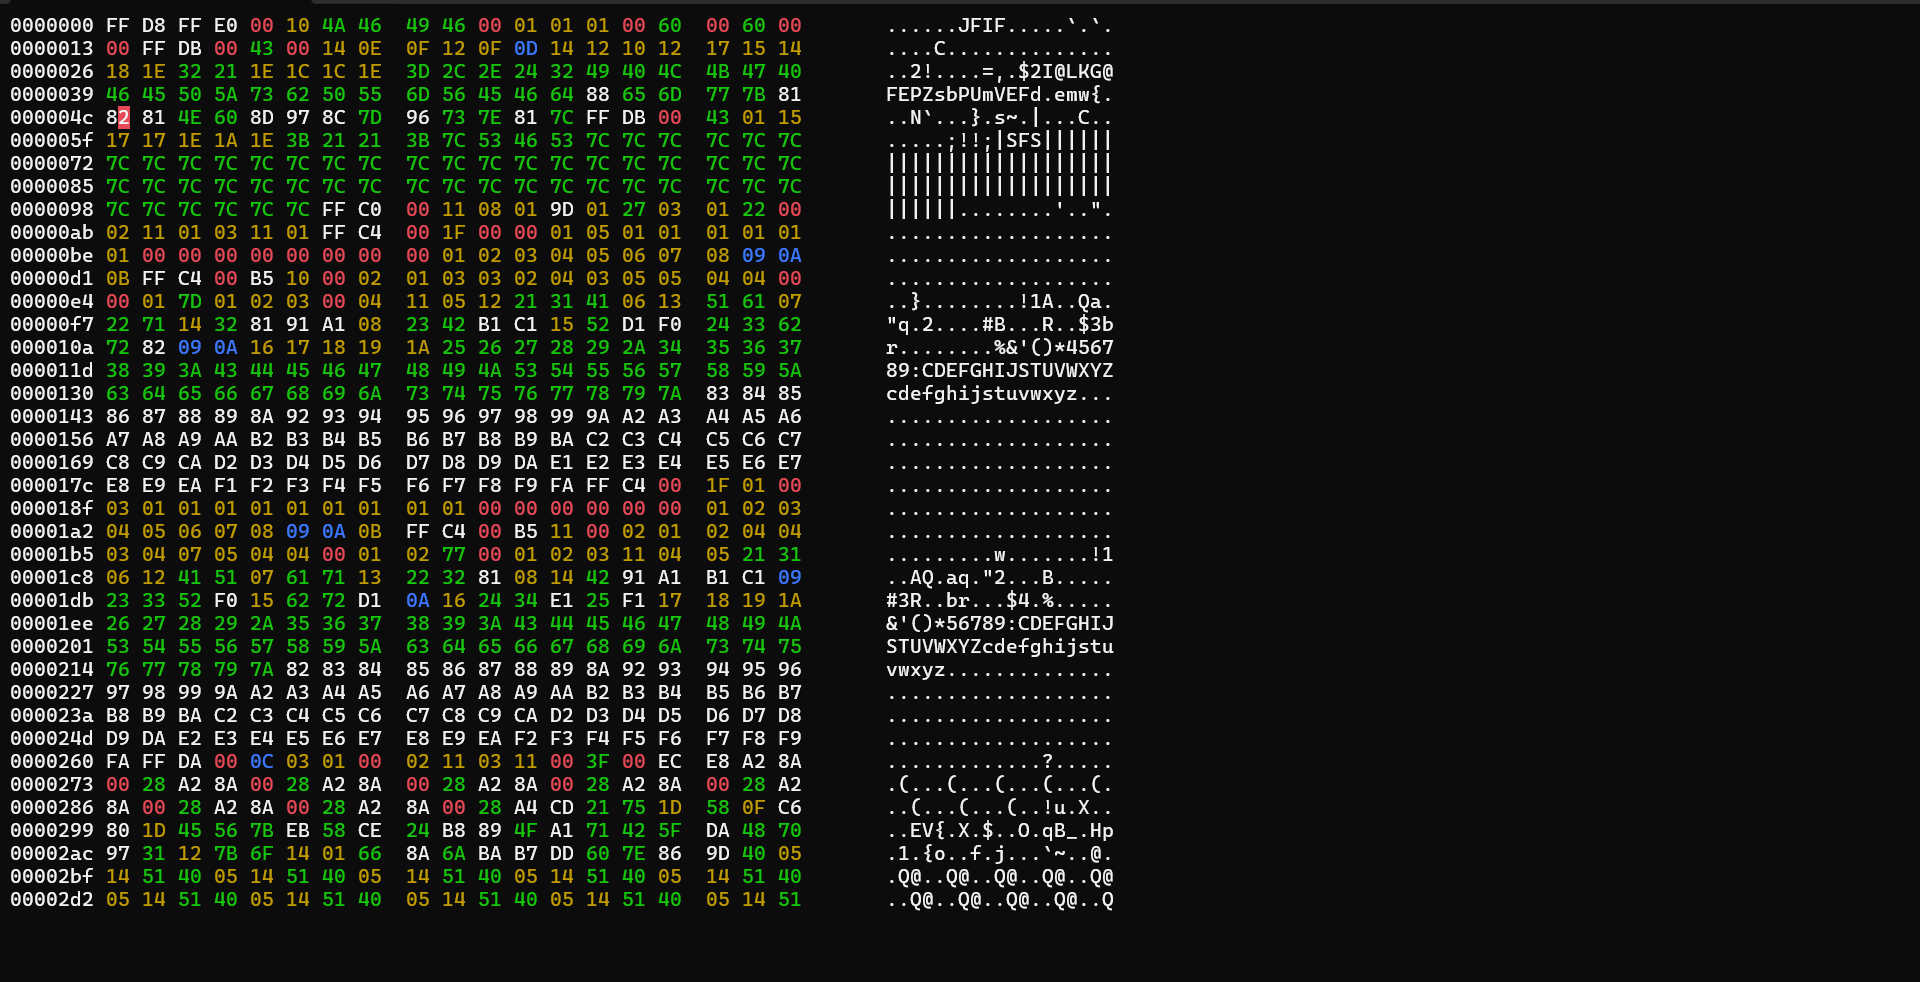 0000000 FF D8 FF E0 00 10 4A 46 49 46 00 01 01 01 00 60 00 60 00 ......JFIF.....`.`.
0000013 00 FF DB 00 43 00 14 0E 0F 12 0F 0D 14 12 10 12 17 15 14 ....C..............
0000026 18 1E 32 21 1E 1C 1C 1E 3D 2C 2E 24 32 49 40 4C 4B 47 40 ..2!....=,.$2I@LKG@
0000039 46 45 50 5A 73 62 50 55 6D 56 45 46 64 88 65 6D 77 7B 81 FEPZsbPUmVEFd.emw{.
000004c 82 81 4E 60 8D 97 8C 7D 96 73 7E 81 7C FF DB 00 43 01 15 ..N`...}.s~.|...C..
000005f 17 17 1E 1A 1E 3B 21 21 3B 7C 53 46 53 7C 7C 7C 7C 7C 7C .....;!!;|SFS||||||
0000072 7C 7C 7C 7C 7C 7C 7C 7C 7C 7C 7C 7C 7C 7C 7C 7C 7C 7C 7C |||||||||||||||||||
0000085 7C 7C 7C 7C 7C 7C 7C 7C 7C 7C 7C 7C 7C 7C 7C 7C 7C 7C 7C |||||||||||||||||||
0000098 7C 7C 7C 7C 7C 7C FF C0 00 11 08 01 9D 01 27 03 01 22 00 ||||||........'..".
00000ab 02 11 01 03 11 01 FF C4 00 1F 00 00 01 05 01 01 01 01 01 ...................
00000be 01 00 00 00 00 00 00 00 00 01 02 03 04 05 06 07 08 09 0A ...................
00000d1 0B FF C4 00 B5 10 00 02 01 03 03 02 04 03 05 05 04 04 00 ...................
00000e4 00 01 7D 01 02 03 00 04 11 05 12 21 31 41 06 13 51 61 07 ..}........!1A..Qa.
00000f7 22 71 14 32 81 91 A1 08 23 42 B1 C1 15 52 D1 F0 24 33 62 "q.2....#B...R..$3b
000010a 72 82 09 0A 16 17 18 19 1A 25 26 27 28 29 2A 34 35 36 37 r........%&'()*4567
000011d 38 39 3A 43 44 45 46 47 48 49 4A 53 54 55 56 57 58 59 5A 89:CDEFGHIJSTUVWXYZ
0000130 63 64 65 66 67 68 69 6A 73 74 75 76 77 78 79 7A 83 84 85 cdefghijstuvwxyz...
0000143 86 87 88 89 8A 92 93 94 95 96 97 98 99 9A A2 A3 A4 A5 A6 ...................
0000156 A7 A8 A9 AA B2 B3 B4 B5 B6 B7 B8 B9 BA C2 C3 C4 C5 C6 C7 ...................
0000169 C8 C9 CA D2 D3 D4 D5 D6 D7 D8 D9 DA E1 E2 E3 E4 E5 E6 E7 ...................
000017c E8 E9 EA F1 F2 F3 F4 F5 F6 F7 F8 F9 FA FF C4 00 1F 01 00 ...................
000018f 03 01 01 01 01 01 01 01 01 01 00 00 00 00 00 00 01 02 03 ...................
00001a2 04 05 06 07 08 09 0A 0B FF C4 00 B5 11 00 02 01 02 04 04 ...................
00001b5 03 04 07 05 04 04 00 01 02 77 00 01 02 03 11 04 05 21 31 .........w.......!1
00001c8 06 12 41 51 07 61 71 13 22 32 81 08 14 42 91 A1 B1 C1 09 ..AQ.aq."2...B.....
00001db 23 33 52 F0 15 62 72 D1 0A 16 24 34 E1 25 F1 17 18 19 1A #3R..br...$4.%.....
00001ee 26 27 28 29 2A 35 36 37 38 39 3A 43 44 45 46 47 48 49 4A &'()*56789:CDEFGHIJ
0000201 53 54 55 56 57 58 59 5A 63 64 65 66 67 68 69 6A 73 74 75 STUVWXYZcdefghijstu
0000214 76 77 78 79 7A 82 83 84 85 86 87 88 89 8A 92 93 94 95 96 vwxyz..............
0000227 97 98 99 9A A2 A3 A4 A5 A6 A7 A8 A9 AA B2 B3 B4 B5 B6 B7 ...................
000023a B8 B9 BA C2 C3 C4 C5 C6 C7 C8 C9 CA D2 D3 D4 D5 D6 D7 D8 ...................
000024d D9 DA E2 E3 E4 E5 E6 E7 E8 E9 EA F2 F3 F4 F5 F6 F7 F8 F9 ...................
0000260 FA FF DA 00 0C 03 01 00 02 11 03 11 00 3F 00 EC E8 A2 8A .............?.....
0000273 00 28 A2 8A 00 28 A2 8A 00 28 A2 8A 00 28 A2 8A 00 28 A2 .(...(...(...(...(.
0000286 8A 00 28 A2 8A 00 28 A2 8A 00 28 A4 CD 21 75 1D 58 0F C6 ..(...(...(..!u.X..
0000299 80 1D 45 56 7B EB 58 CE 24 B8 89 4F A1 71 42 5F DA 48 70 ..EV{.X.$..O.qB_.Hp
00002ac 97 31 12 7B 6F 14 01 66 8A 6A BA B7 DD 60 7E 86 9D 40 05 .1.{o..f.j...`~..@.
00002bf 14 51 40 05 14 51 40 05 14 51 40 05 14 51 40 05 14 51 40 .Q@..Q@..Q@..Q@..Q@
00002d2 05 14 51 40 05 14 51 40 05 14 51 40 05 14 51 40 05 14 51 ..Q@..Q@..Q@..Q@..Q